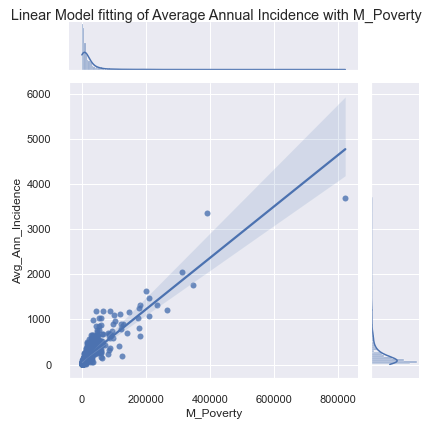 Linear Model fitting of Average Annual Incidence with M_Poverty
6000
5000
4000
3000
2000
1000
0
Avg_Ann_Incidence
0 200000 400000 600000 800000
M_Poverty